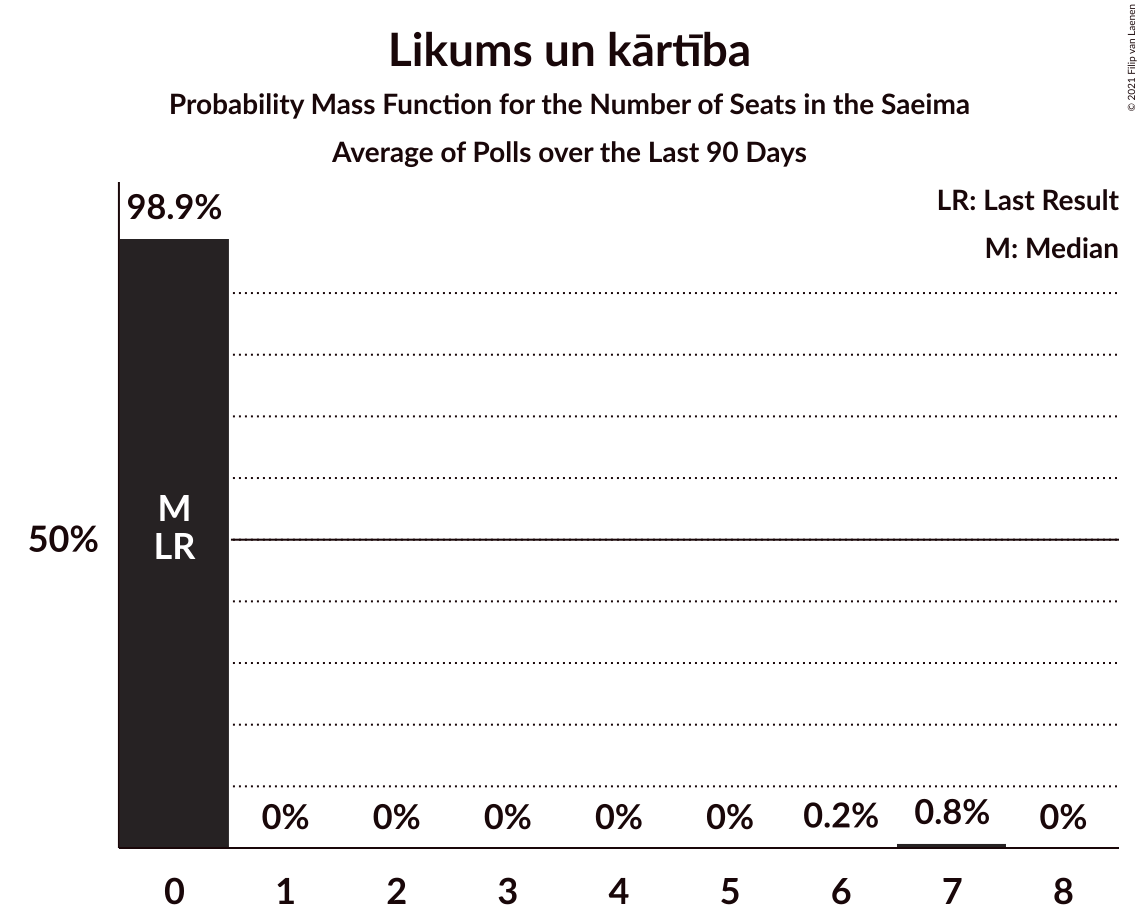 Likums un kārtība
Probability Mass Function for the Number of Seats in the Saeima
Average of Polls over the Last 90 Days
© 2021 Filip van Laenen
LR: Last Result
M: Median
98.9%
M
LR
50%
0% 0% 0% 0% 0% 0.2% 0.8% 0%
0 1 2 3 4 5 6 7 8